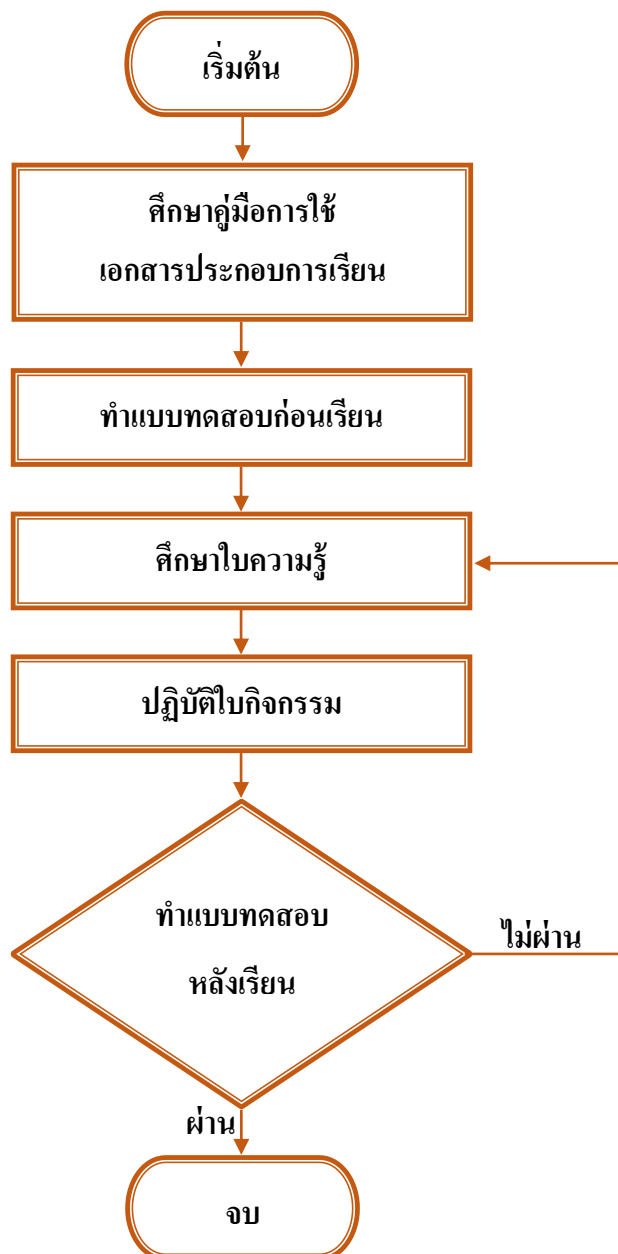 เริ่มต้น
ศึกษาคู่มือการใช้
เอกสารประกอบการเรียน
ทำแบบทดสอบก่อนเรียน
ศึกษาใบความรู้
ปฏิบัติใบกิจกรรม
ทำแบบทดสอบ
หลังเรียน
ไม่ผ่าน
ผ่าน
จบ